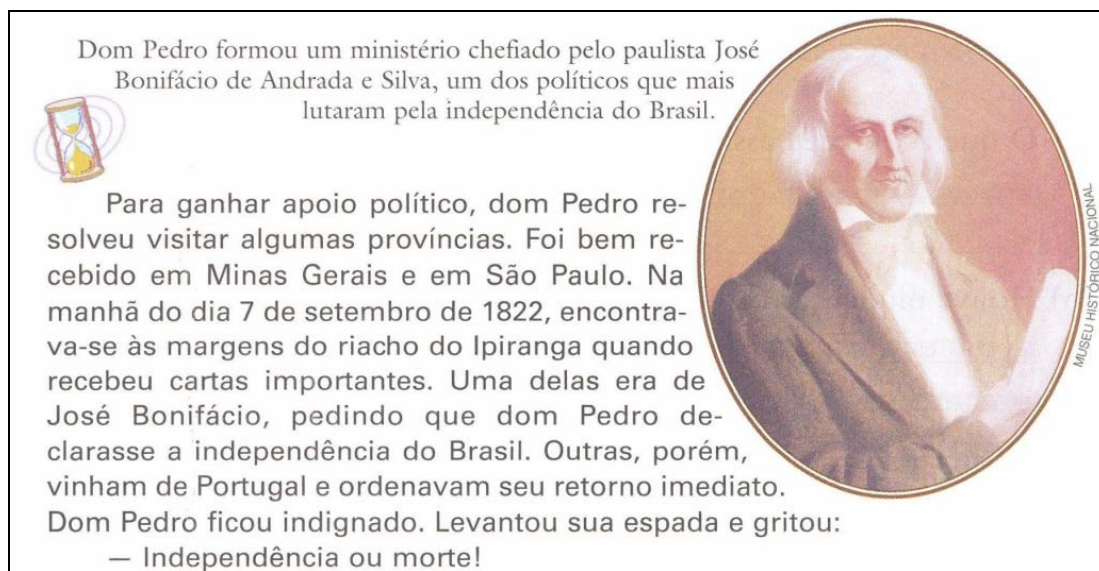 Dom Pedro formou um ministério chefiado pelo paulista José
Bonifácio de Andrada e Silva, um dos políticos que mais
lutaram pela independência do Brasil.
Para ganhar apoio político, dom Pedro re-
solveu visitar algumas províncias. Foi bem re-
cebido em Minas Gerais e em São Paulo. Na
manhã do dia 7 de setembro de 1822, encontra-
va-se às margens do riacho do Ipiranga quando
recebeu cartas importantes. Uma delas era de
José Bonifácio, pedindo que dom Pedro de-
clarasse a independência do Brasil. Outras, porém,
vinham de Portugal e ordenavam seu retorno imediato.
Dom Pedro ficou indignado. Levantou sua espada e gritou:
— Independência ou morte!
MUSEU HISTÓRICO NACIONAL